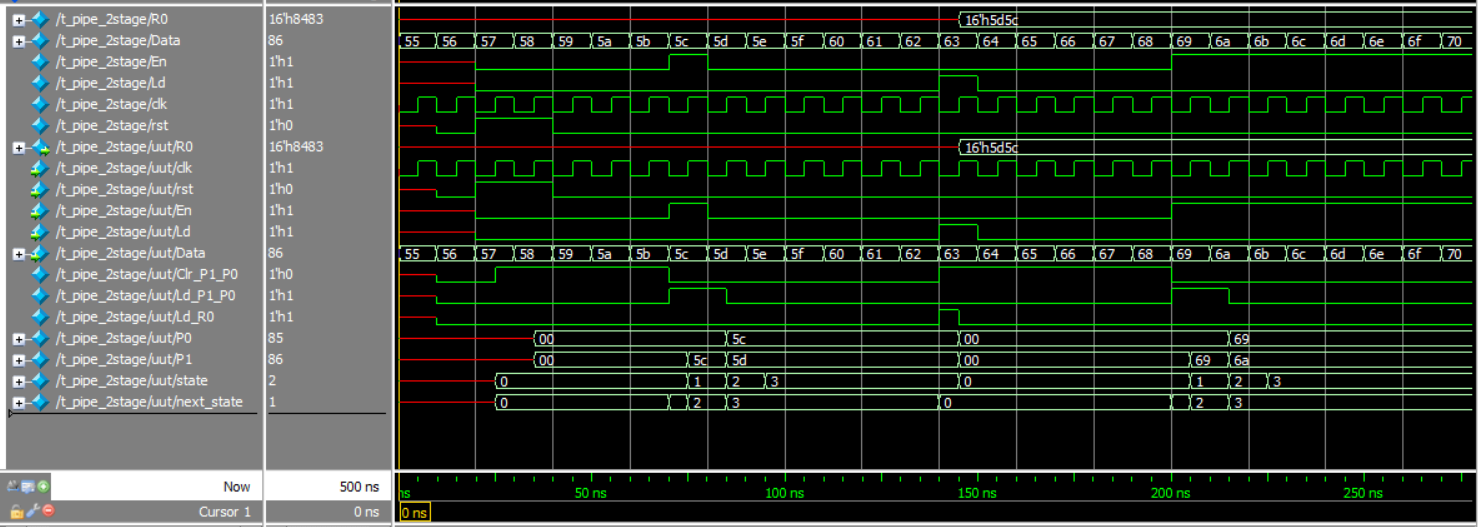 /t_pipe_2stage/R0 16'h8483 16'h5d5c
/t_pipe_2stage/Data 86 55 56 57 58 59 5a 5b 5c 5d 5e 5f 60 61 62 63 64 65 66 67 68 69 6a 6b 6c 6d 6e 6f 70
/t_pipe_2stage/En 1'h1
/t_pipe_2stage/Ld 1'h1
/t_pipe_2stage/clk 1'h1
/t_pipe_2stage/rst 1'h0
/t_pipe_2stage/uut/R0 16'h8483 16'h5d5c
/t_pipe_2stage/uut/clk 1'h1
/t_pipe_2stage/uut/rst 1'h0
/t_pipe_2stage/uut/En 1'h1
/t_pipe_2stage/uut/Ld 1'h1
/t_pipe_2stage/uut/Data 86 55 56 57 58 59 5a 5b 5c 5d 5e 5f 60 61 62 63 64 65 66 67 68 69 6a 6b 6c 6d 6e 6f 70
/t_pipe_2stage/uut/Clr_P1_P0 1'h0
/t_pipe_2stage/uut/Ld_P1_P0 1'h1
/t_pipe_2stage/uut/Ld_R0 1'h1
/t_pipe_2stage/uut/P0 85 00 5c 00 69
/t_pipe_2stage/uut/P1 86 00 5c 5d 00 69 6a
/t_pipe_2stage/uut/state 2 0 1 2 3 0 1 2 3
/t_pipe_2stage/uut/next_state 1 0 2 3 0 2 3
Now 500 ns ns 50 ns 100 ns 150 ns 200 ns 250 ns
Cursor 1 0 ns 0 ns